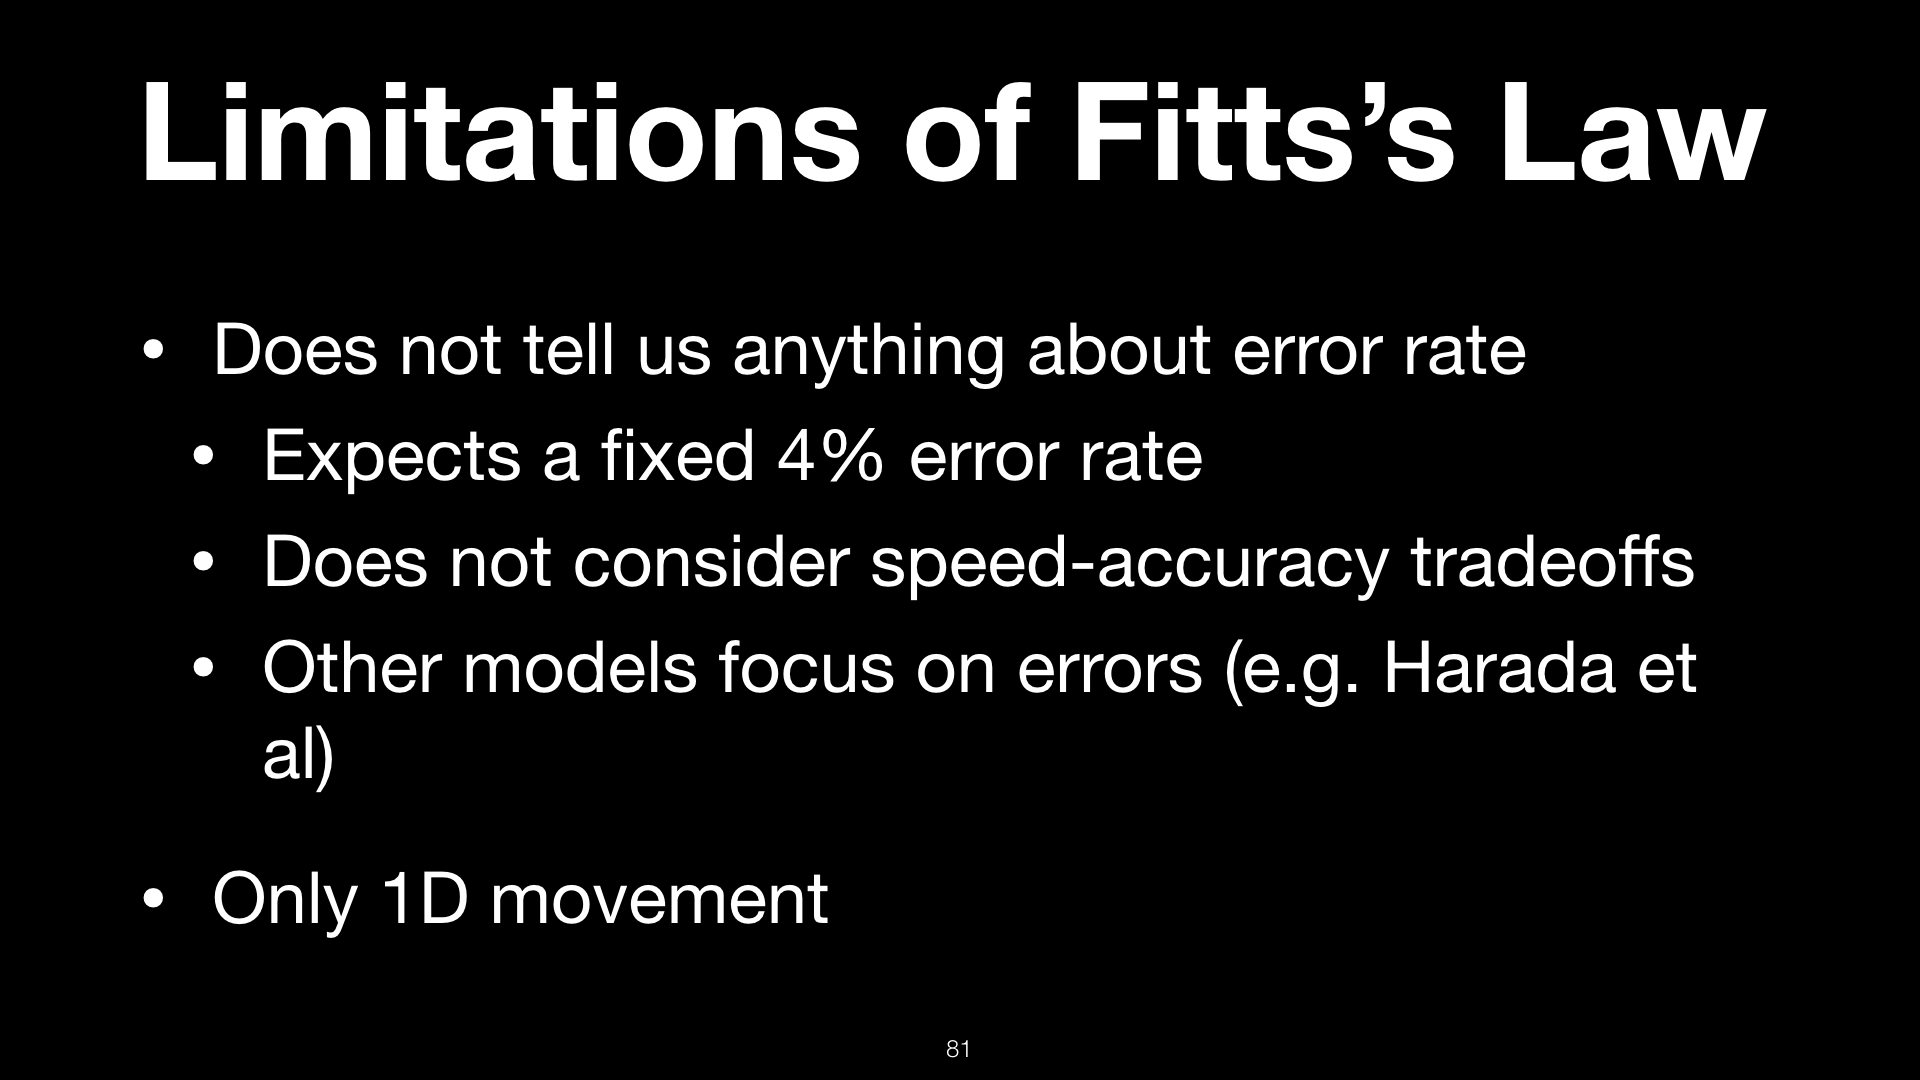 Limitations of Fitts’s Law
• Does not tell us anything about error rate
• Expects a fixed 4% error rate
• Does not consider speed-accuracy tradeoffs
• Other models focus on errors (e.g. Harada et
al)
• Only 1D movement
81